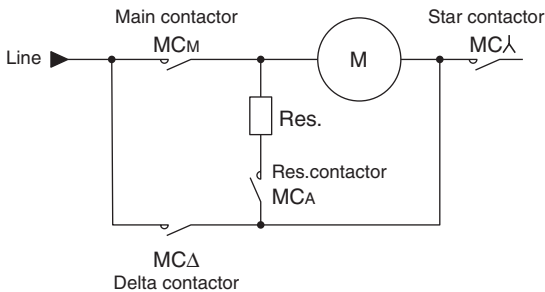 Main contactor
MCM
Star contactor
MC⅄
Line
M
Res.
Res.contactor
MCA
MCΔ
Delta contactor